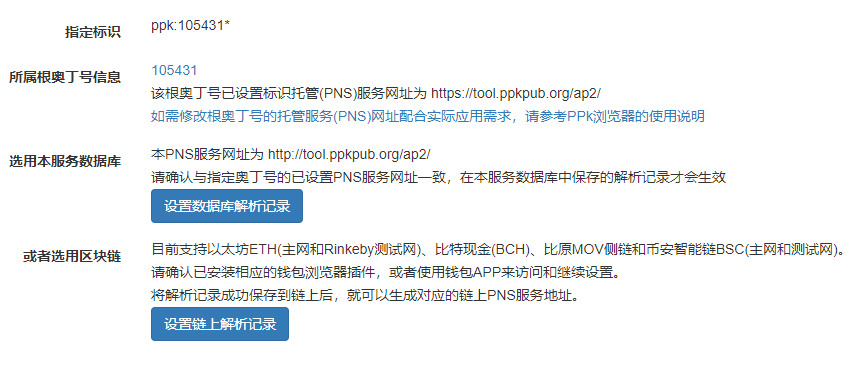 指定标识
ppk:105431*
所属根奥丁号信息
105431
该根奥丁号已设置标识托管(PNS)服务网址为 https://tool.ppkpub.org/ap2/
如需修改根奥丁号的托管服务(PNS)网址配合实际应用需求，请参考PPk浏览器的使用说明
选用本服务数据库
本PNS服务网址为 http://tool.ppkpub.org/ap2/
请确认与指定奥丁号的已设置PNS服务网址一致，在本服务数据库中保存的解析记录才会生效
设置数据库解析记录
或者选用区块链
目前支持以太坊ETH(主网和Rinkeby测试网)、比特现金(BCH)、比原MOV侧链和币安智能链BSC(主网和测试网)。
请确认已安装相应的钱包浏览器插件，或者使用钱包APP来访问和继续设置。
将解析记录成功保存到链上后，就可以生成对应的链上PNS服务地址。
设置链上解析记录